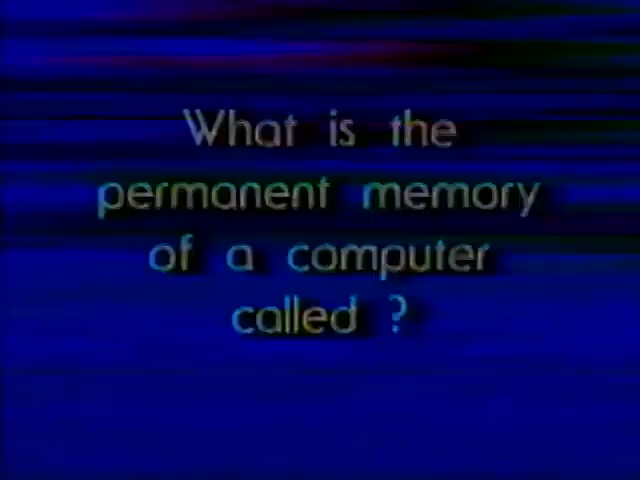 What is the
permanent memory
of a computer
called ?